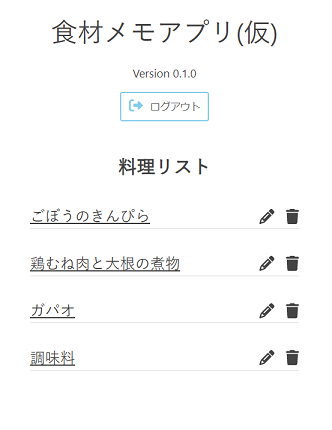 食材メモアプリ(仮)
Version 0.1.0
ログアウト
料理リスト
ごぼうのきんぴら
鶏むね肉と大根の煮物
ガパオ
調味料